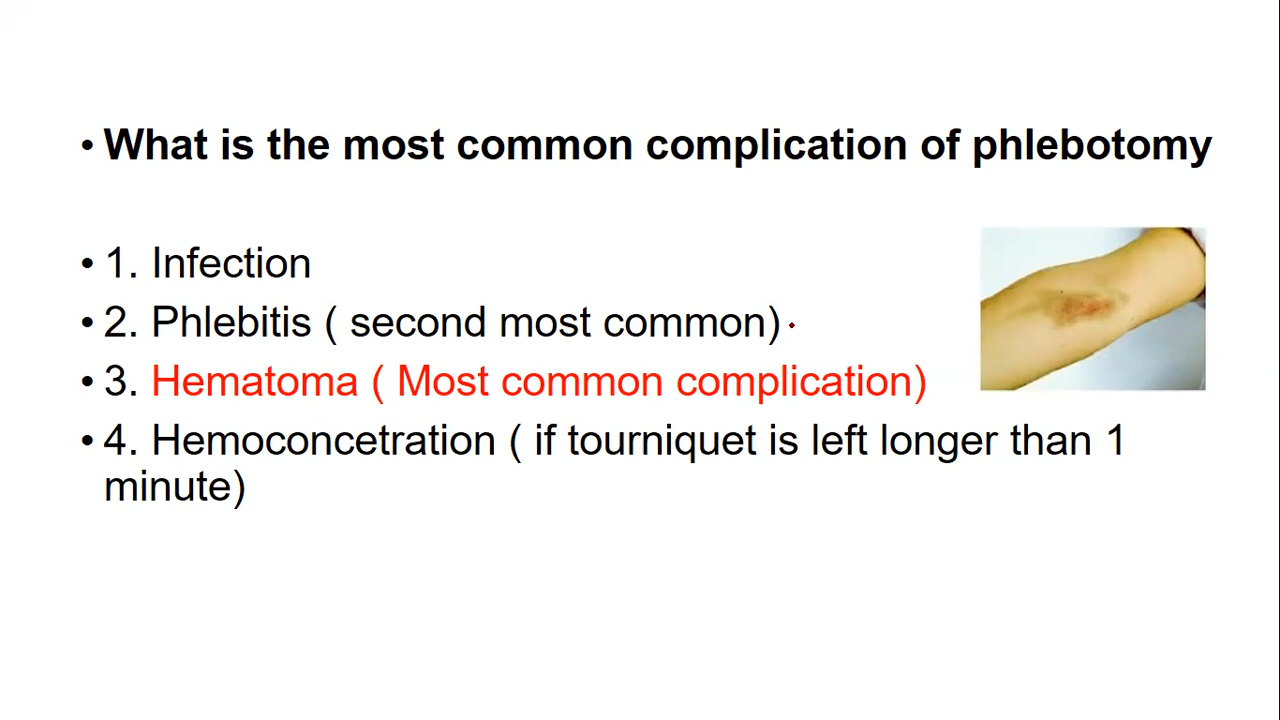 • What is the most common complication of phlebotomy
• 1. Infection
• 2. Phlebitis ( second most common)
• 3. Hematoma ( Most common complication)
• 4. Hemoconcetration ( if tourniquet is left longer than 1
minute)